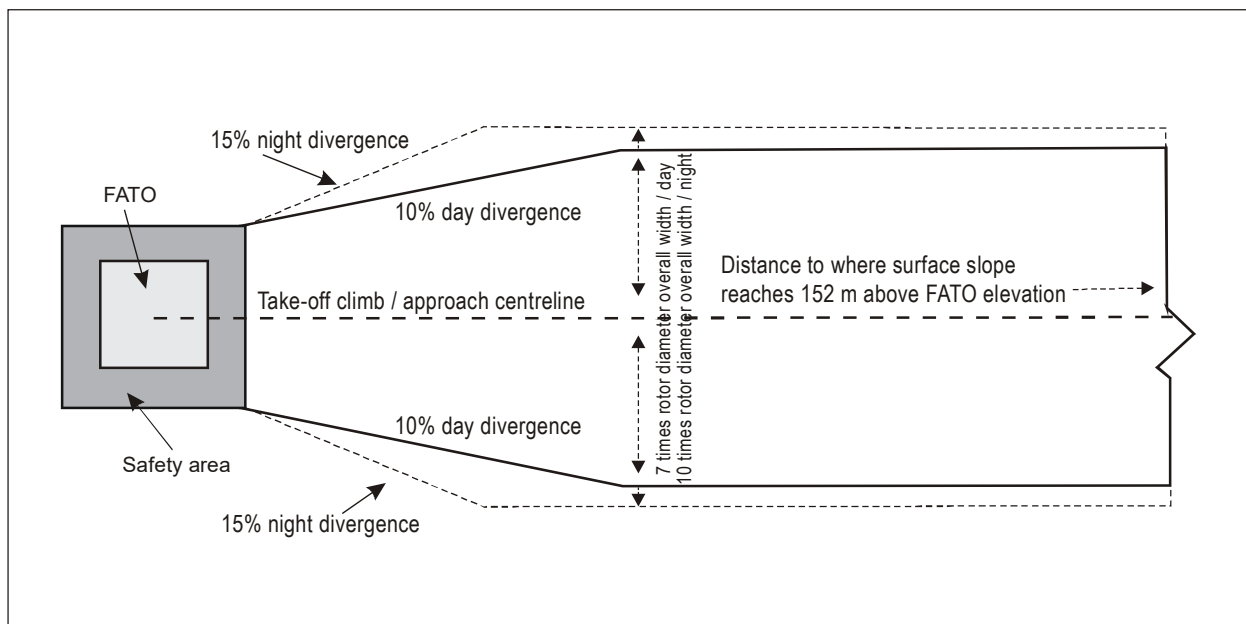 15% night divergence
FATO
10% day divergence
7 times rotor diameter overall width / day
10 times rotor diameter overall width / night
Distance to where surface slope
reaches 152 m above FATO elevation
Take-off climb / approach centreline
10% day divergence
Safety area
15% night divergence